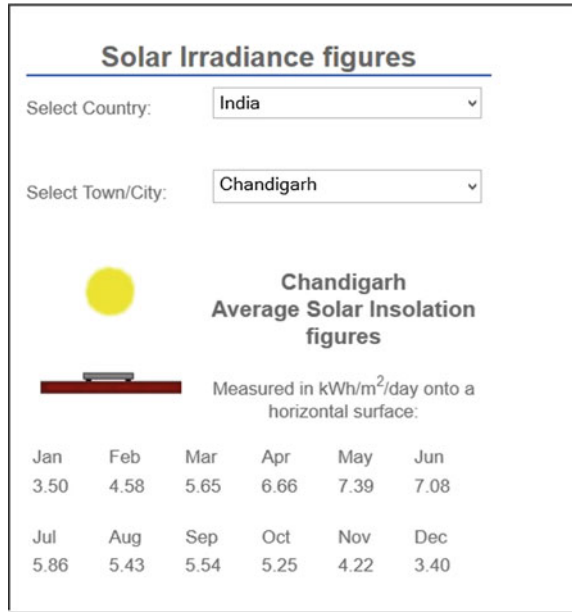 Solar Irradiance figures
Select Country:
India
Select Town/City:
Chandigarh
Chandigarh
Average Solar Insolation
figures
Measured in kWh/m²/day onto a
horizontal surface:
Jan Feb Mar Apr May Jun
3.50 4.58 5.65 6.66 7.39 7.08
Jul Aug Sep Oct Nov Dec
5.86 5.43 5.54 5.25 4.22 3.40